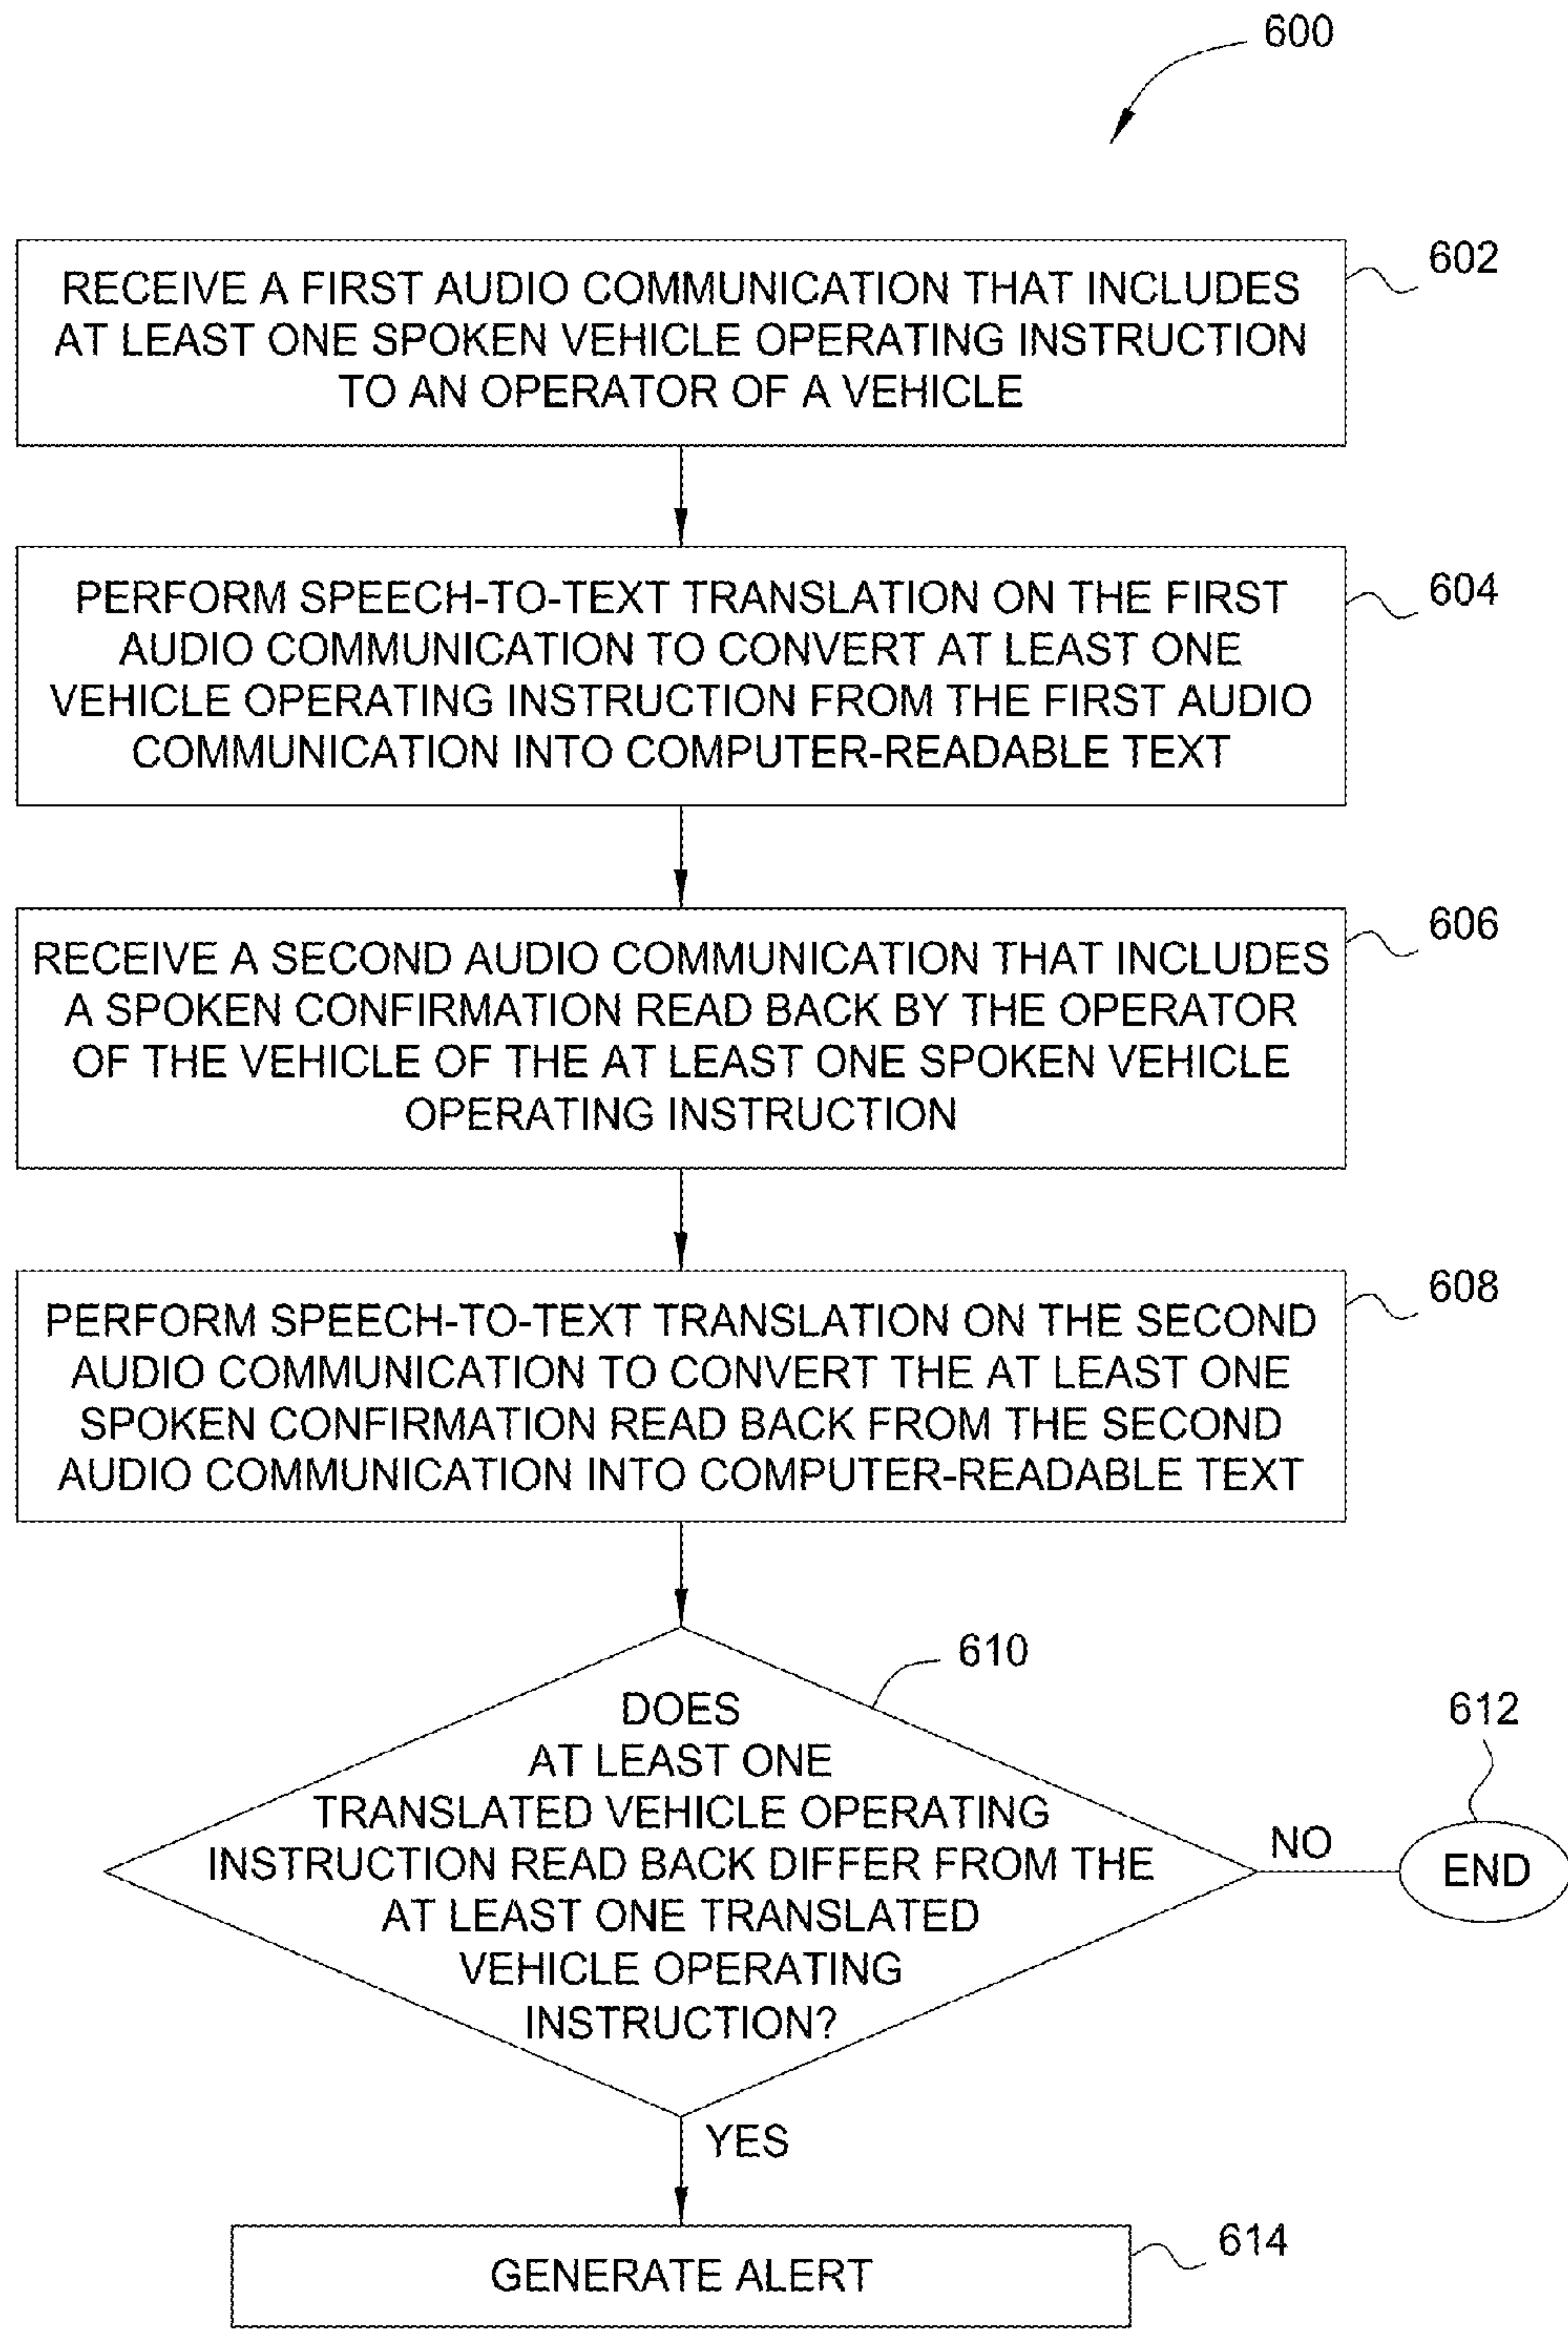 600
RECEIVE A FIRST AUDIO COMMUNICATION THAT INCLUDES
AT LEAST ONE SPOKEN VEHICLE OPERATING INSTRUCTION
TO AN OPERATOR OF A VEHICLE
602
PERFORM SPEECH-TO-TEXT TRANSLATION ON THE FIRST
AUDIO COMMUNICATION TO CONVERT AT LEAST ONE
VEHICLE OPERATING INSTRUCTION FROM THE FIRST AUDIO
COMMUNICATION INTO COMPUTER-READABLE TEXT
604
RECEIVE A SECOND AUDIO COMMUNICATION THAT INCLUDES
A SPOKEN CONFIRMATION READ BACK BY THE OPERATOR
OF THE VEHICLE OF THE AT LEAST ONE SPOKEN VEHICLE
OPERATING INSTRUCTION
606
PERFORM SPEECH-TO-TEXT TRANSLATION ON THE SECOND
AUDIO COMMUNICATION TO CONVERT THE AT LEAST ONE
SPOKEN CONFIRMATION READ BACK FROM THE SECOND
AUDIO COMMUNICATION INTO COMPUTER-READABLE TEXT
608
DOES
AT LEAST ONE
TRANSLATED VEHICLE OPERATING
INSTRUCTION READ BACK DIFFER FROM THE
AT LEAST ONE TRANSLATED
VEHICLE OPERATING
INSTRUCTION?
610
NO
612
END
YES
GENERATE ALERT
614